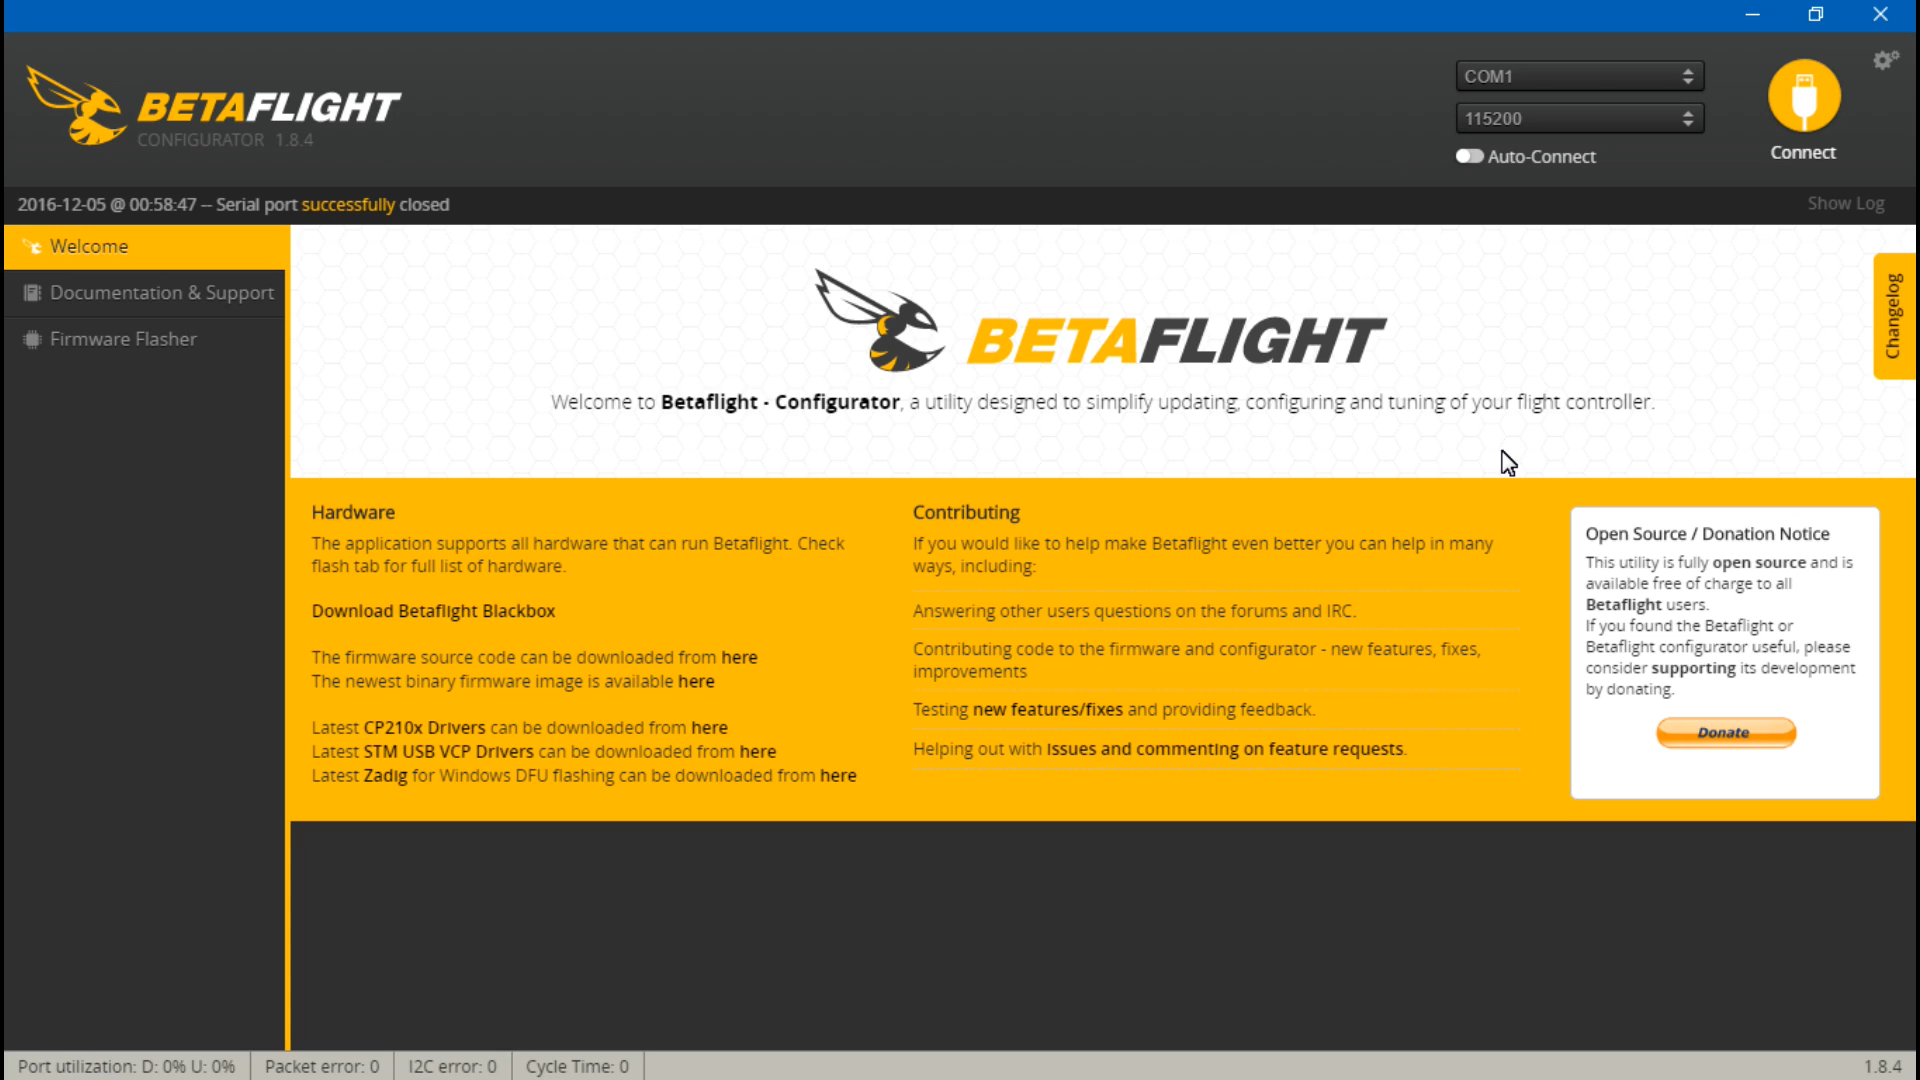 BETAFLIGHT
CONFIGURATOR 1.8.4
COM1
115200
Auto-Connect
Connect
2016-12-05 @ 00:58:47 -- Serial port successfully closed
Show Log
Welcome
Documentation & Support
Firmware Flasher
BETAFLIGHT
Welcome to Betaflight - Configurator, a utility designed to simplify updating, configuring and tuning of your flight controller.
Changelog
Hardware
The application supports all hardware that can run Betaflight. Check
flash tab for full list of hardware.
Download Betaflight Blackbox
The firmware source code can be downloaded from here
The newest binary firmware image is available here
Latest CP210x Drivers can be downloaded from here
Latest STM USB VCP Drivers can be downloaded from here
Latest Zadig for Windows DFU flashing can be downloaded from here
Contributing
If you would like to help make Betaflight even better you can help in many
ways, including:
Answering other users questions on the forums and IRC.
Contributing code to the firmware and configurator - new features, fixes,
improvements
Testing new features/fixes and providing feedback.
Helping out with issues and commenting on feature requests.
Open Source / Donation Notice
This utility is fully open source and is
available free of charge to all
Betaflight users.
If you found the Betaflight or
Betaflight configurator useful, please
consider supporting its development
by donating.
Donate
Port utilization: D: 0% U: 0%
Packet error: 0
I2C error: 0
Cycle Time: 0
1.8.4